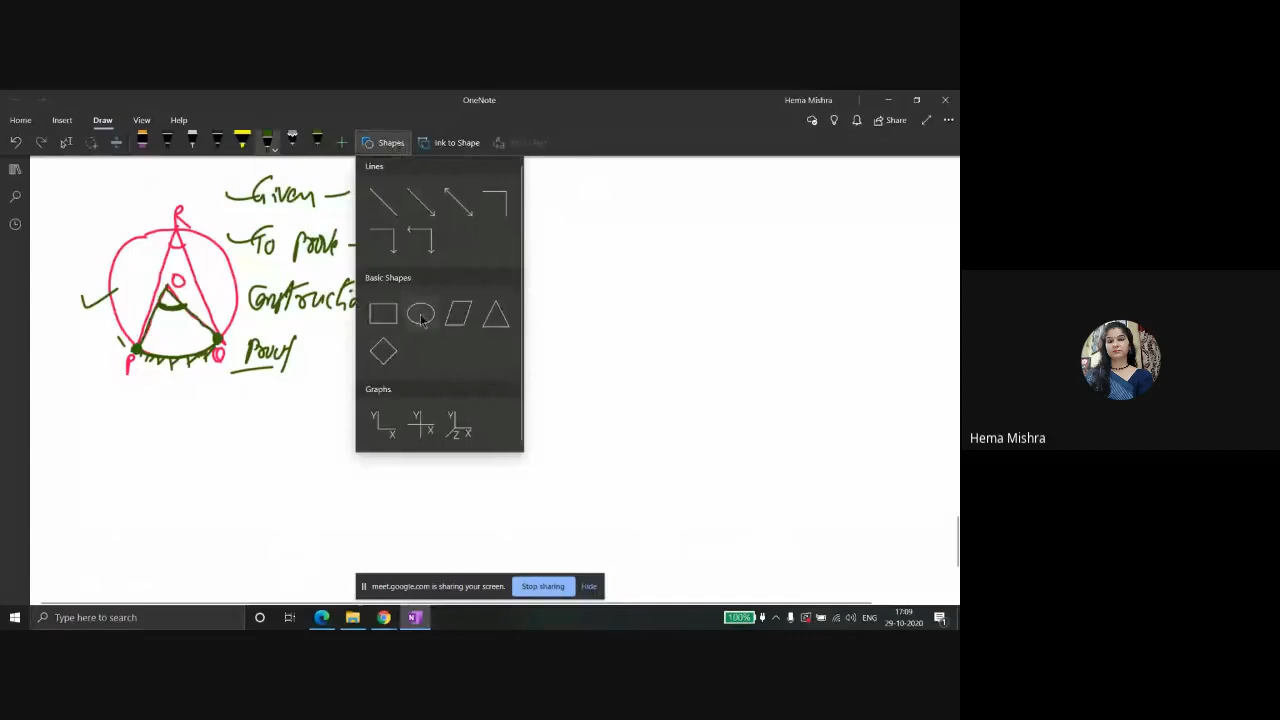 OneNote
Hema Mishra
Home Insert Draw View Help
Share
Shapes Ink to Shape
Lines
Given –
R
To prove –
Basic Shapes
O
Constructio
P Q Proof
Graphs
Y X Y X Y Z X
Hema Mishra
meet.google.com is sharing your screen. Stop sharing Hide
Type here to search
100% ENG 17:09
29-10-2020